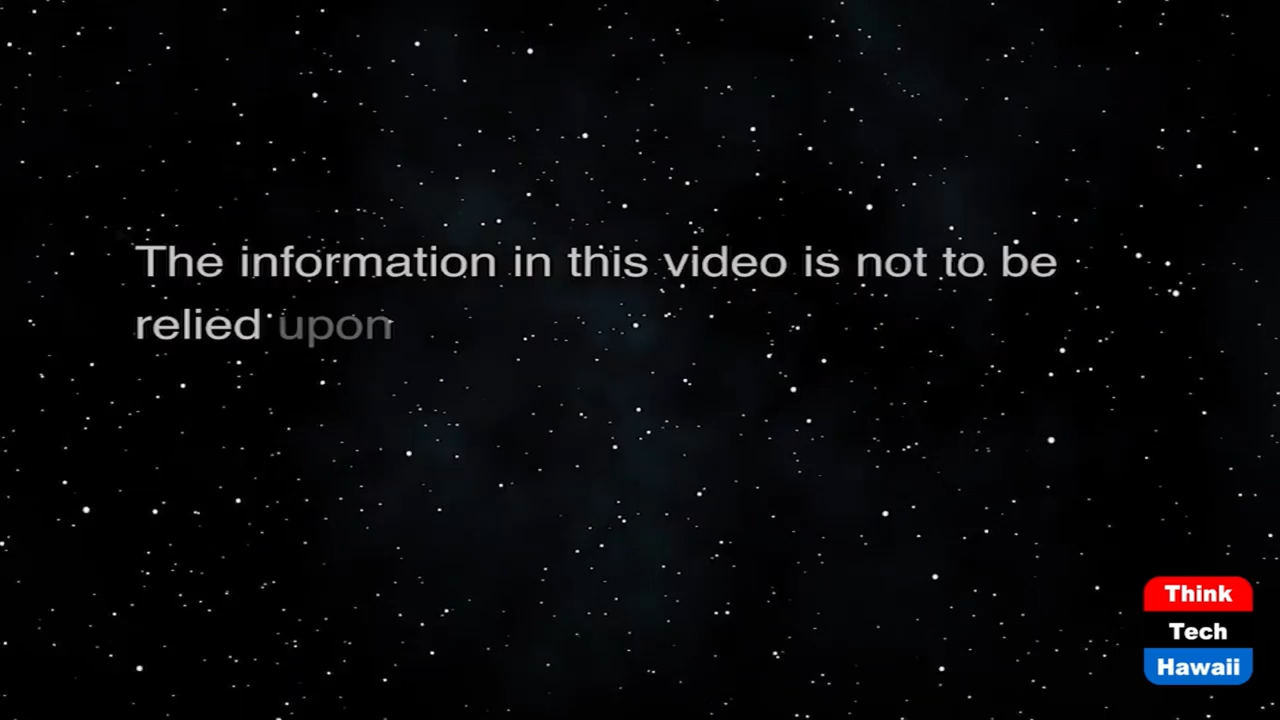 The information in this video is not to be
relied upon
Think
Tech
Hawaii